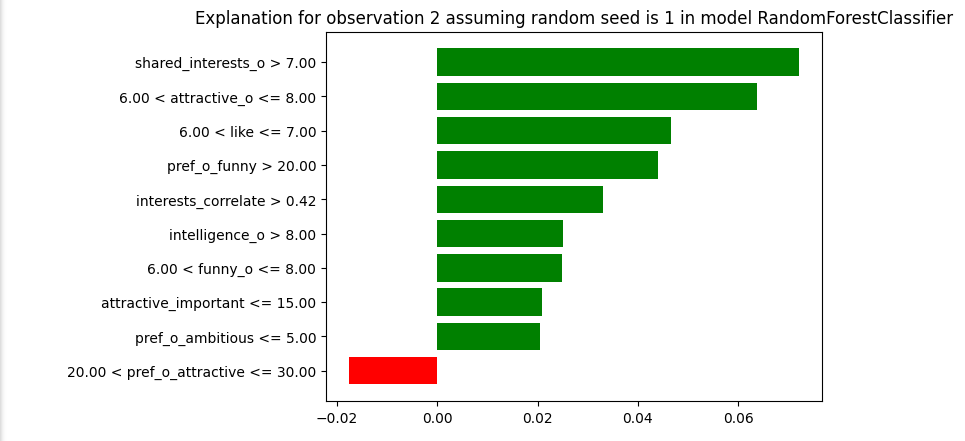 Explanation for observation 2 assuming random seed is 1 in model RandomForestClassifier
shared_interests_o > 7.00
6.00 < attractive_o <= 8.00
6.00 < like <= 7.00
pref_o_funny > 20.00
interests_correlate > 0.42
intelligence_o > 8.00
6.00 < funny_o <= 8.00
attractive_important <= 15.00
pref_o_ambitious <= 5.00
20.00 < pref_o_attractive <= 30.00
−0.02 0.00 0.02 0.04 0.06